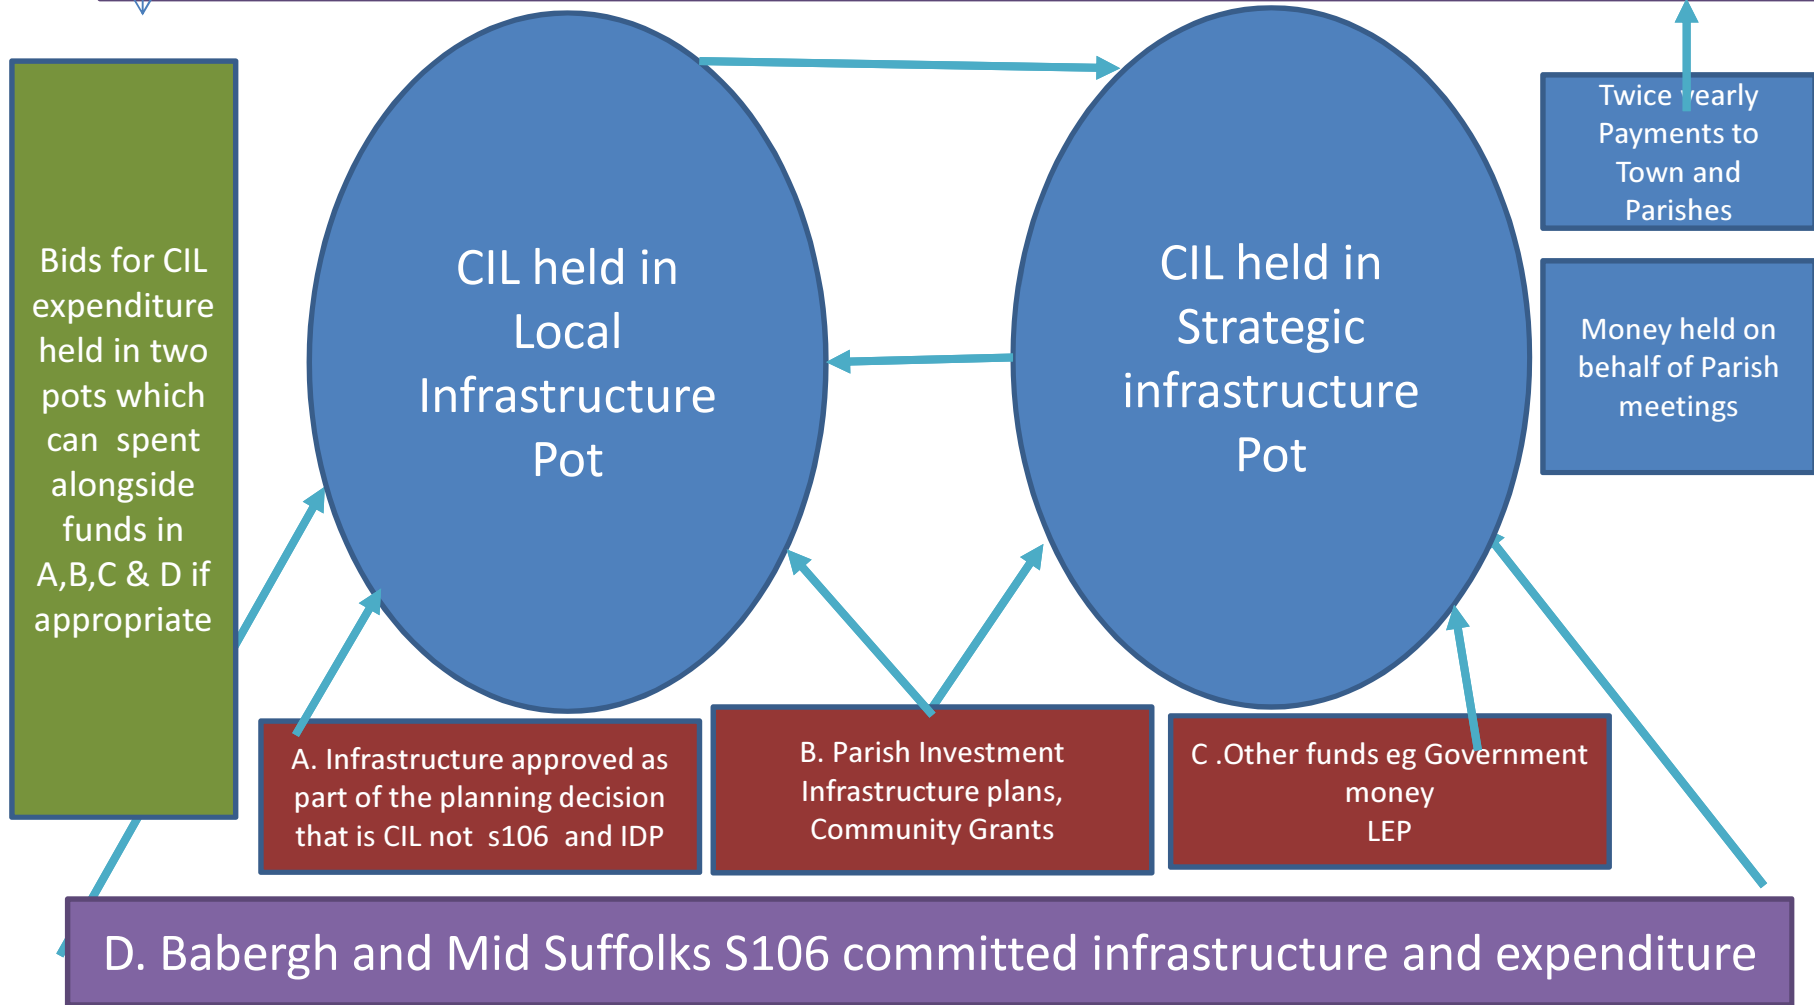 Bids for CIL
expenditure
held in two
pots which
can spent
alongside
funds in
A,B,C & D if
appropriate
CIL held in
Local
Infrastructure
Pot
CIL held in
Strategic
infrastructure
Pot
Twice yearly
Payments to
Town and
Parishes
Money held on
behalf of Parish
meetings
A. Infrastructure approved as
part of the planning decision
that is CIL not s106 and IDP
B. Parish Investment
Infrastructure plans,
Community Grants
C .Other funds eg Government
money
LEP
D. Babergh and Mid Suffolks S106 committed infrastructure and expenditure